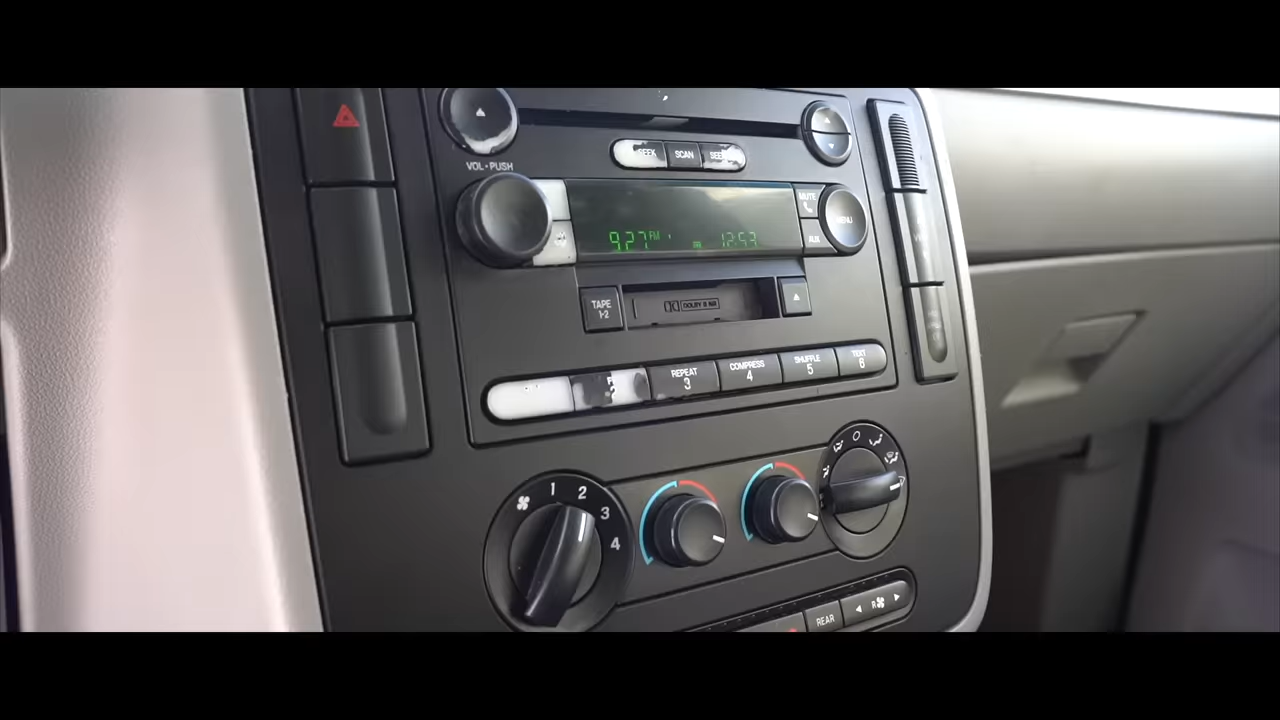 VOL-PUSH
SEEK SCAN SEEK
MUTE
MENU
AUX
9:27 FM 12:53
TAPE
1-2
DOLBY B NR
2
REPEAT
3
COMPRESS
4
SHUFFLE
5
TEXT
6
1 2 3 4
REAR
R